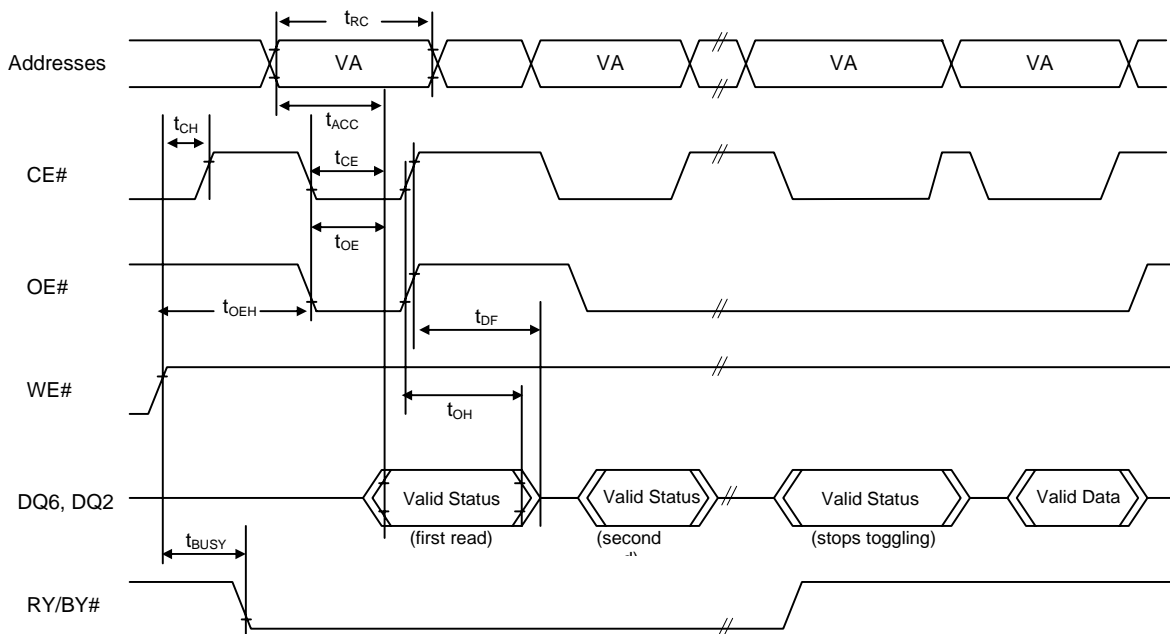 tRC
Addresses VA VA VA VA
tACC
tCH
tCE
CE#
tOE
OE#
tOEH
tDF
WE#
tOH
DQ6, DQ2 Valid Status Valid Status Valid Status Valid Data
(first read) (second (stops toggling)
tBUSY
RY/BY#